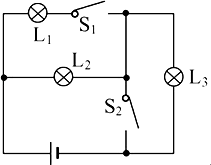 L₁ S₁
L₂ L₃
S₂